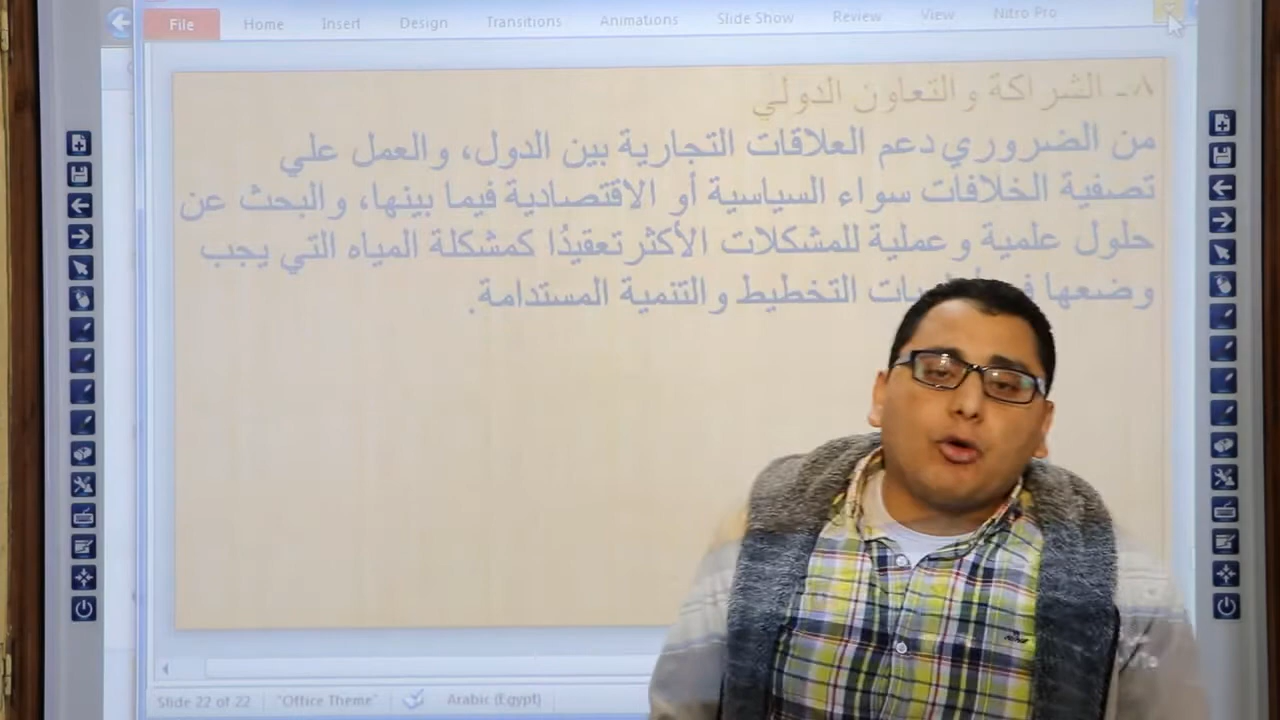 File Home Insert Design Transitions Animations Slide Show Review View Nitro Pro
٨- الشراكة والتعاون الدولي
من الضروري دعم العلاقات التجارية بين الدول، والعمل علي
تصفية الخلافات سواء السياسية أو الاقتصادية فيما بينها، والبحث عن
حلول علمية وعملية للمشكلات الأكثر تعقيدًا كمشكلة المياه التي يجب
وضعها التخطيط والتنمية المستدامة.
Slide 22 of 22 "Office Theme" Arabic (Egypt)